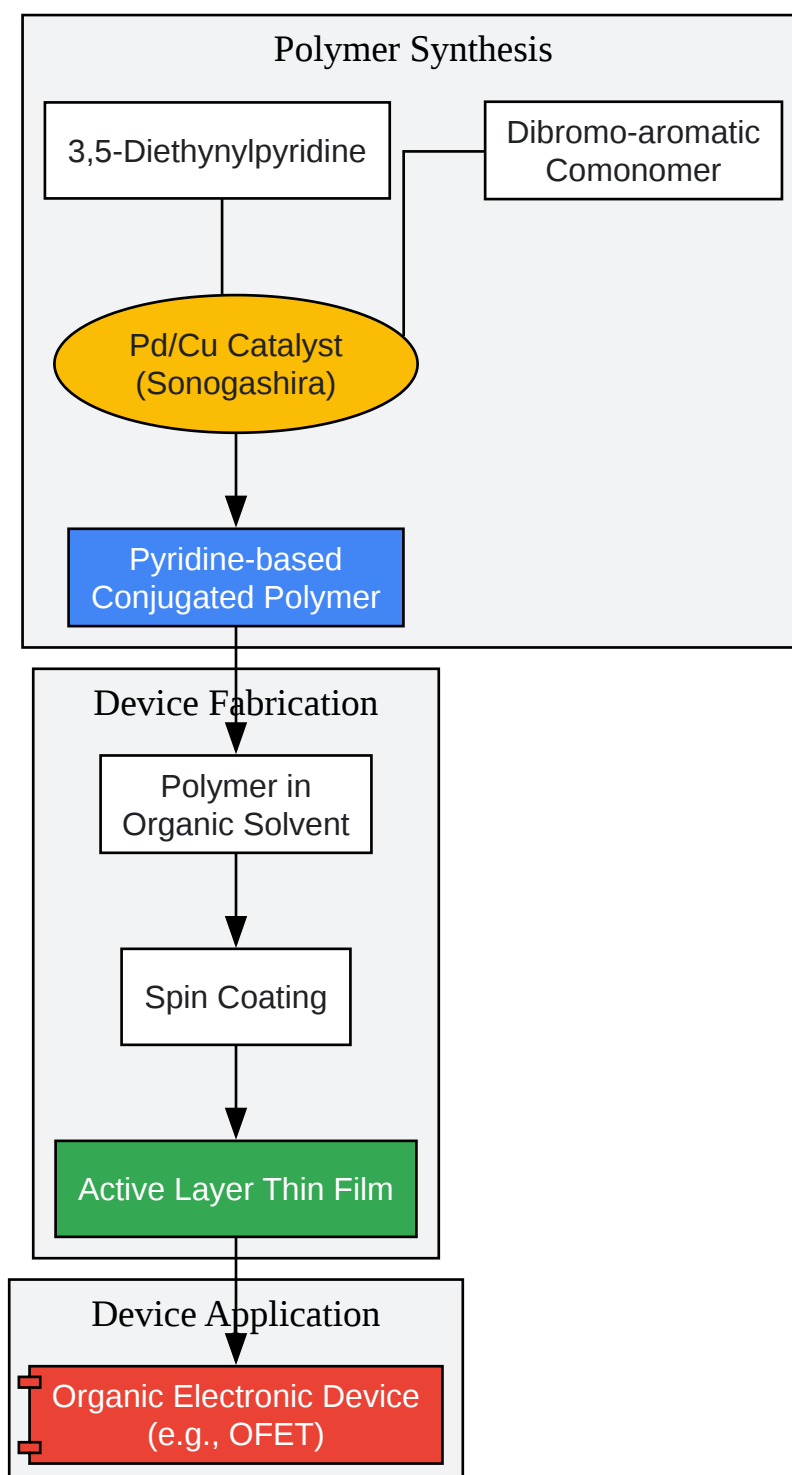 Polymer Synthesis
3,5-Diethynylpyridine
Dibromo-aromatic
Comonomer
Pd/Cu Catalyst
(Sonogashira)
Pyridine-based
Conjugated Polymer
Device Fabrication
Polymer in
Organic Solvent
Spin Coating
Active Layer Thin Film
Device Application
Organic Electronic Device
(e.g., OFET)